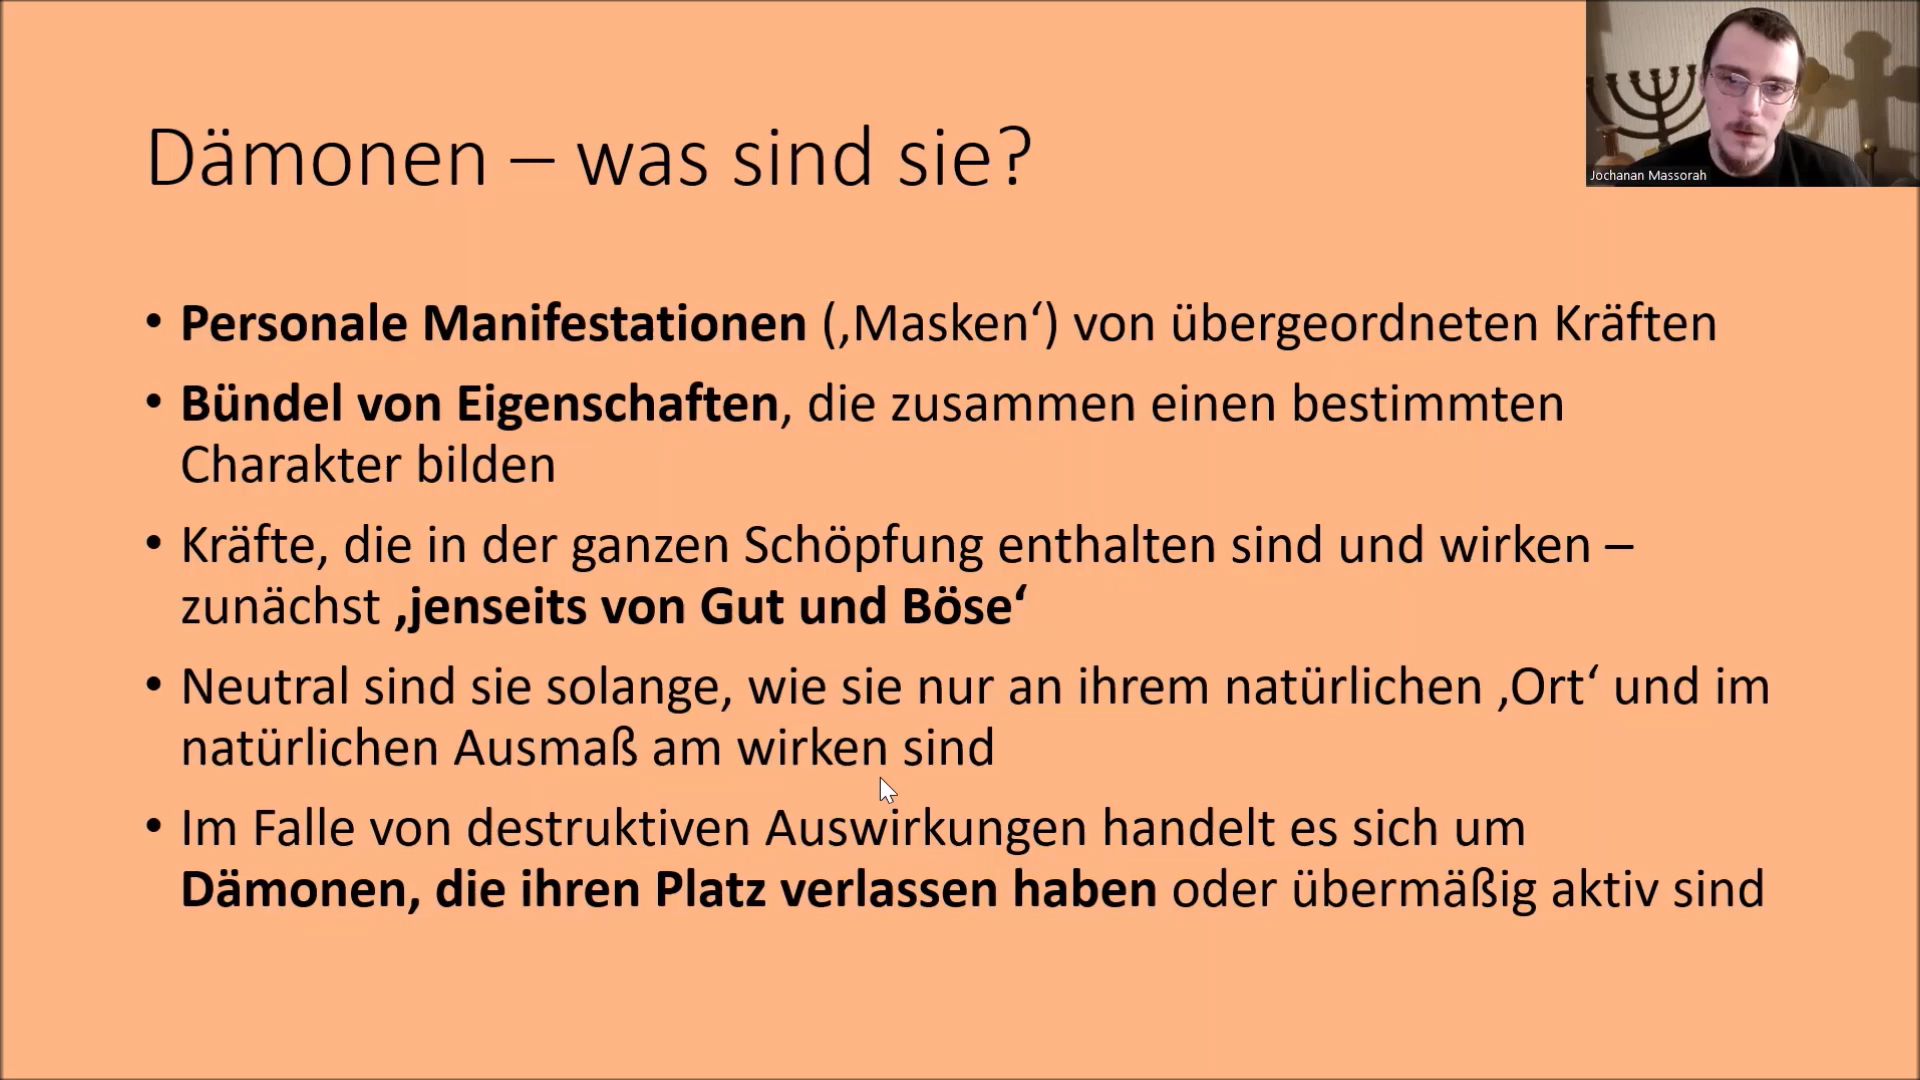 Jochanan Massorah
Dämonen – was sind sie?
• Personale Manifestationen (‚Masken‘) von übergeordneten Kräften
• Bündel von Eigenschaften, die zusammen einen bestimmten
Charakter bilden
• Kräfte, die in der ganzen Schöpfung enthalten sind und wirken –
zunächst ‚jenseits von Gut und Böse‘
• Neutral sind sie solange, wie sie nur an ihrem natürlichen ‚Ort‘ und im
natürlichen Ausmaß am wirken sind
• Im Falle von destruktiven Auswirkungen handelt es sich um
Dämonen, die ihren Platz verlassen haben oder übermäßig aktiv sind